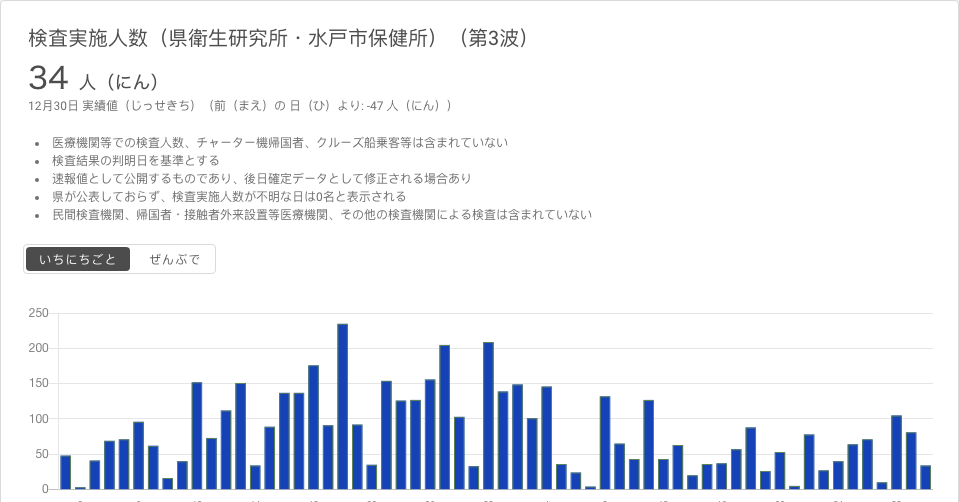 検査実施人数（県衛生研究所・水戸市保健所）（第3波）
34 人（にん）
12月30日 実績値（じっせきち）（前（まえ）の 日（ひ）より: -47 人（にん））
医療機関等での検査人数、チャーター機帰国者、クルーズ船乗客等は含まれていない
検査結果の判明日を基準とする
速報値として公開するものであり、後日確定データとして修正される場合あり
県が公表しておらず、検査実施人数が不明な日は0名と表示される
民間検査機関、帰国者・接触者外来設置等医療機関、その他の検査機関による検査は含まれていない
いちにちごと ぜんぶで
250
200
150
100
50
0